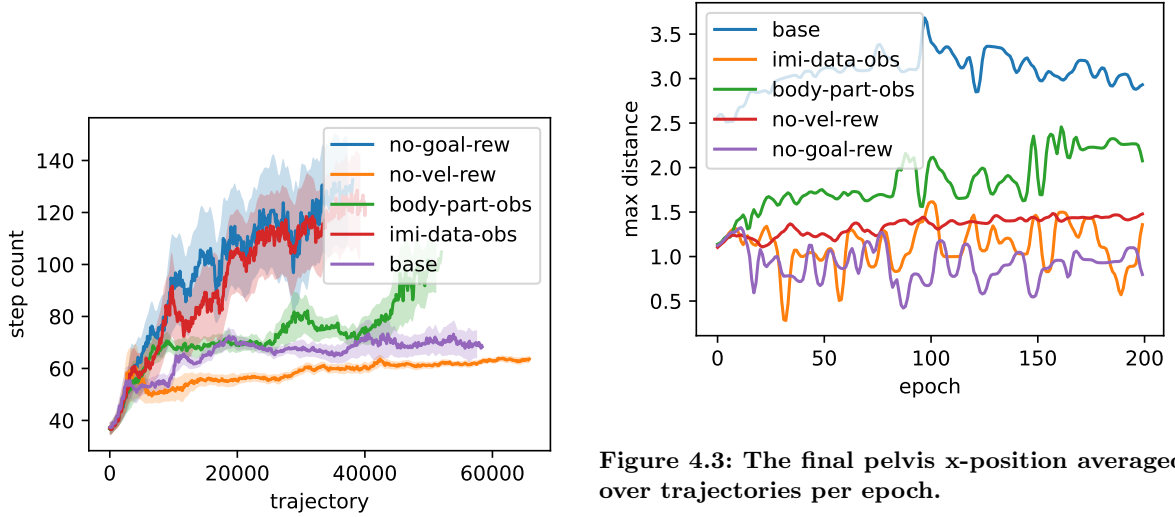 140
120
100
80
60
40
step count
no-goal-rew
no-vel-rew
body-part-obs
imi-data-obs
base
0
20000
40000
60000
trajectory
3.5
3.0
2.5
2.0
1.5
1.0
0.5
max distance
base
imi-data-obs
body-part-obs
no-vel-rew
no-goal-rew
0
50
100
150
200
epoch
Figure 4.3: The final pelvis x-position averaged
over trajectories per epoch.